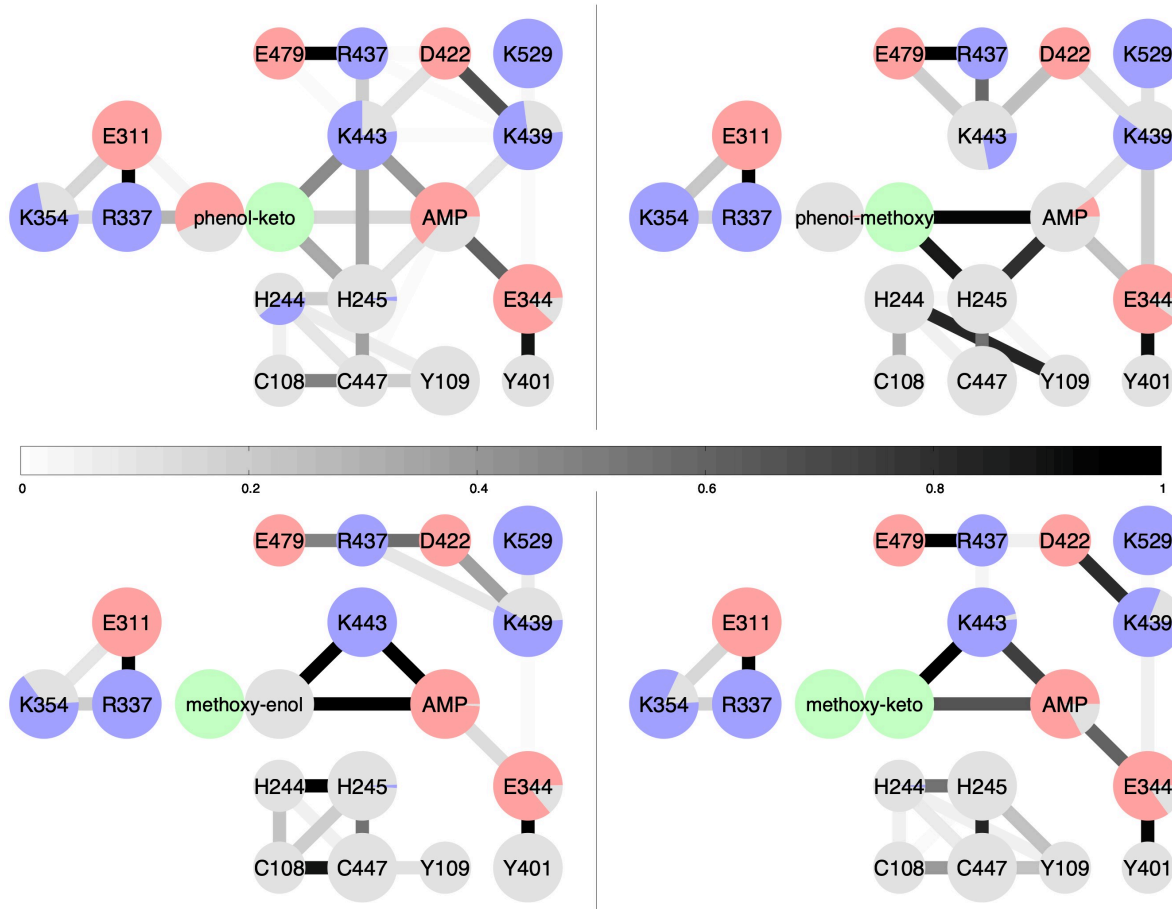 E479 R437 D422 K529
E311 K443 K439
K354 R337 phenol-keto AMP
H244 H245 E344
C108 C447 Y109 Y401
E479 R437 D422 K529
E311 K443 K439
K354 R337 phenol-methoxy AMP
H244 H245 E344
C108 C447 Y109 Y401
0 0.2 0.4 0.6 0.8 1
E479 R437 D422 K529
E311 K443 K439
K354 R337 methoxy-enol AMP
H244 H245 E344
C108 C447 Y109 Y401
E479 R437 D422 K529
E311 K443 K439
K354 R337 methoxy-keto AMP
H244 H245 E344
C108 C447 Y109 Y401